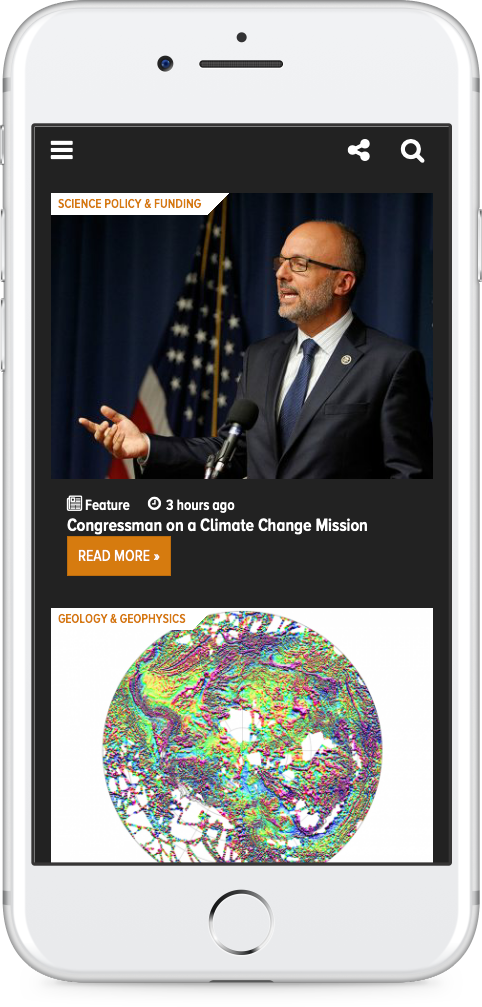 SCIENCE POLICY & FUNDING
Feature 3 hours ago
Congressman on a Climate Change Mission
READ MORE »
GEOLOGY & GEOPHYSICS